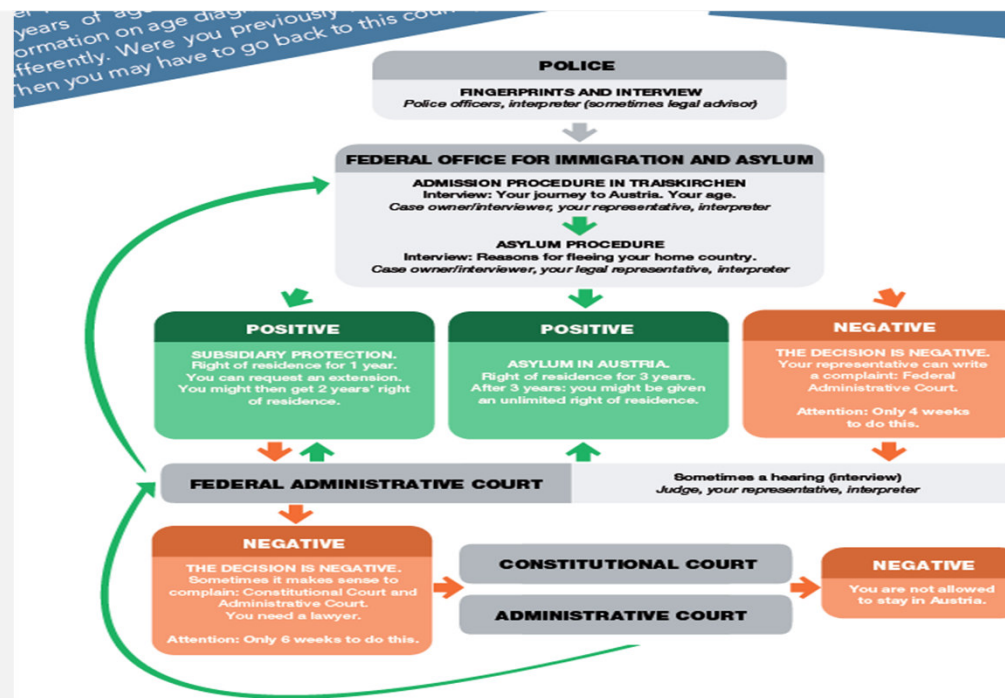 years of age
ormation on age diag
fferently. Were you previously
hen you may have to go back to this coun
POLICE
FINGERPRINTS AND INTERVIEW
Police officers, interpreter (sometimes legal advisor)
FEDERAL OFFICE FOR IMMIGRATION AND ASYLUM
ADMISSION PROCEDURE IN TRAISKIRCHEN
Interview: Your journey to Austria. Your age.
Case owner/interviewer, your representative, interpreter
ASYLUM PROCEDURE
Interview: Reasons for fleeing your home country.
Case owner/interviewer, your legal representative, interpreter
POSITIVE
SUBSIDIARY PROTECTION.
Right of residence for 1 year.
You can request an extension.
You might then get 2 years' right
of residence.
POSITIVE
ASYLUM IN AUSTRIA.
Right of residence for 3 years.
After 3 years: you might be given
an unlimited right of residence.
NEGATIVE
THE DECISION IS NEGATIVE.
Your representative can write
a complaint: Federal
Administrative Court.
Attention: Only 4 weeks
to do this.
FEDERAL ADMINISTRATIVE COURT
Sometimes a hearing (interview)
Judge, your representative, interpreter
NEGATIVE
THE DECISION IS NEGATIVE.
Sometimes it makes sense to
complain: Constitutional Court and
Administrative Court.
You need a lawyer.
Attention: Only 6 weeks to do this.
CONSTITUTIONAL COURT
ADMINISTRATIVE COURT
NEGATIVE
You are not allowed
to stay in Austria.